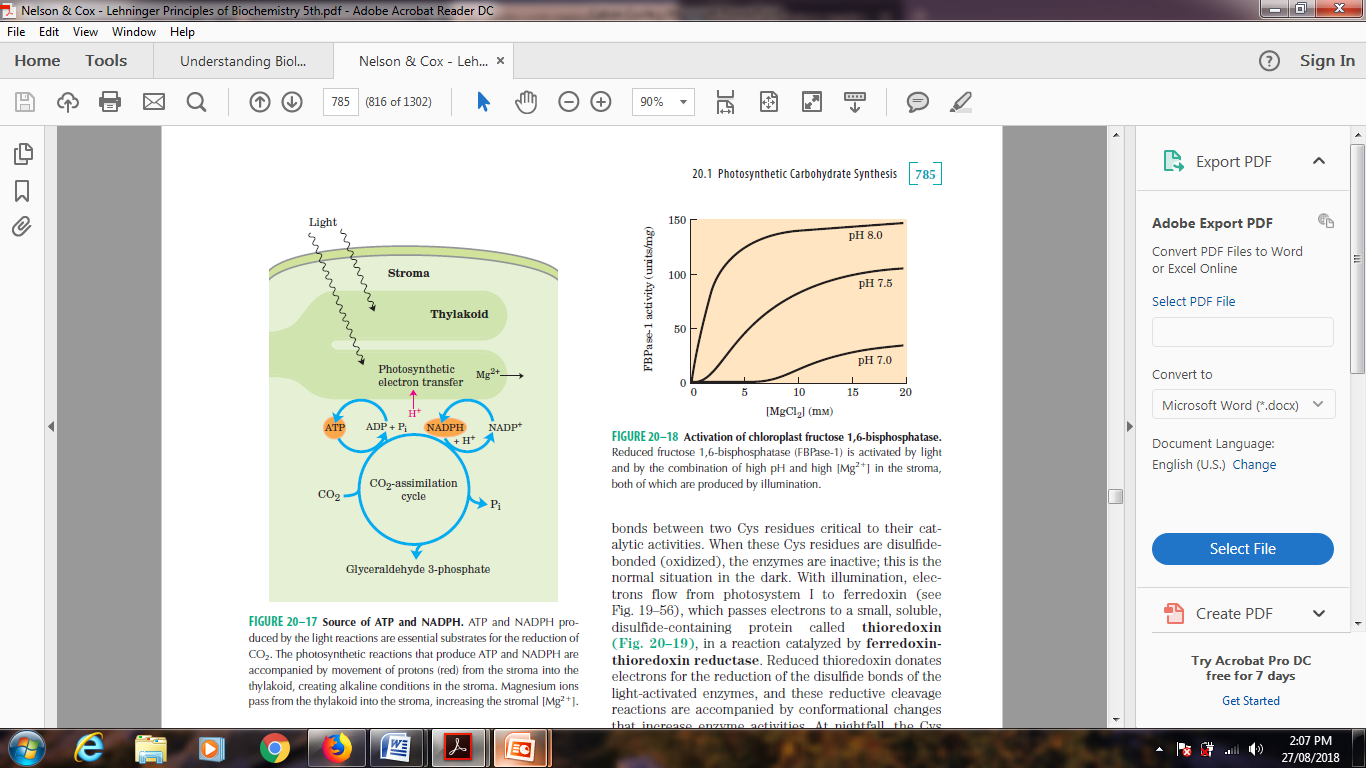 Nelson & Cox - Lehninger Principles of Biochemistry 5th.pdf - Adobe Acrobat Reader DC
File Edit View Window Help
Home Tools Understanding Biol... Nelson & Cox - Leh... × Sign In
785 (816 of 1302) 90%
20.1 Photosynthetic Carbohydrate Synthesis 785
Light
Stroma
Thylakoid
Photosynthetic
electron transfer
Mg2+
H+
ATP ADP + Pi NADPH NADP+
+ H+
CO2-assimilation
cycle
CO2
Pi
Glyceraldehyde 3-phosphate
FIGURE 20–17 Source of ATP and NADPH. ATP and NADPH pro-
duced by the light reactions are essential substrates for the reduction of
CO2. The photosynthetic reactions that produce ATP and NADPH are
accompanied by movement of protons (red) from the stroma into the
thylakoid, creating alkaline conditions in the stroma. Magnesium ions
pass from the thylakoid into the stroma, increasing the stromal [Mg2+].
FBPase-1 activity (units/mg)
150
100
50
0
pH 8.0
pH 7.5
pH 7.0
0 5 10 15 20
[MgCl2] (mM)
FIGURE 20–18 Activation of chloroplast fructose 1,6-bisphosphatase.
Reduced fructose 1,6-bisphosphatase (FBPase-1) is activated by light
and by the combination of high pH and high [Mg2+] in the stroma,
both of which are produced by illumination.
bonds between two Cys residues critical to their cat-
alytic activities. When these Cys residues are disulfide-
bonded (oxidized), the enzymes are inactive; this is the
normal situation in the dark. With illumination, elec-
trons flow from photosystem I to ferredoxin (see
Fig. 19–56), which passes electrons to a small, soluble,
disulfide-containing protein called thioredoxin
(Fig. 20–19), in a reaction catalyzed by ferredoxin-
thioredoxin reductase. Reduced thioredoxin donates
electrons for the reduction of the disulfide bonds of the
light-activated enzymes, and these reductive cleavage
reactions are accompanied by conformational changes
that increase enzyme activities. At nightfall, the Cys
Export PDF
Adobe Export PDF
Convert PDF Files to Word
or Excel Online
Select PDF File
Convert to
Microsoft Word (*.docx)
Document Language:
English (U.S.) Change
Select File
Create PDF
Try Acrobat Pro DC
free for 7 days
Get Started
2:07 PM
27/08/2018